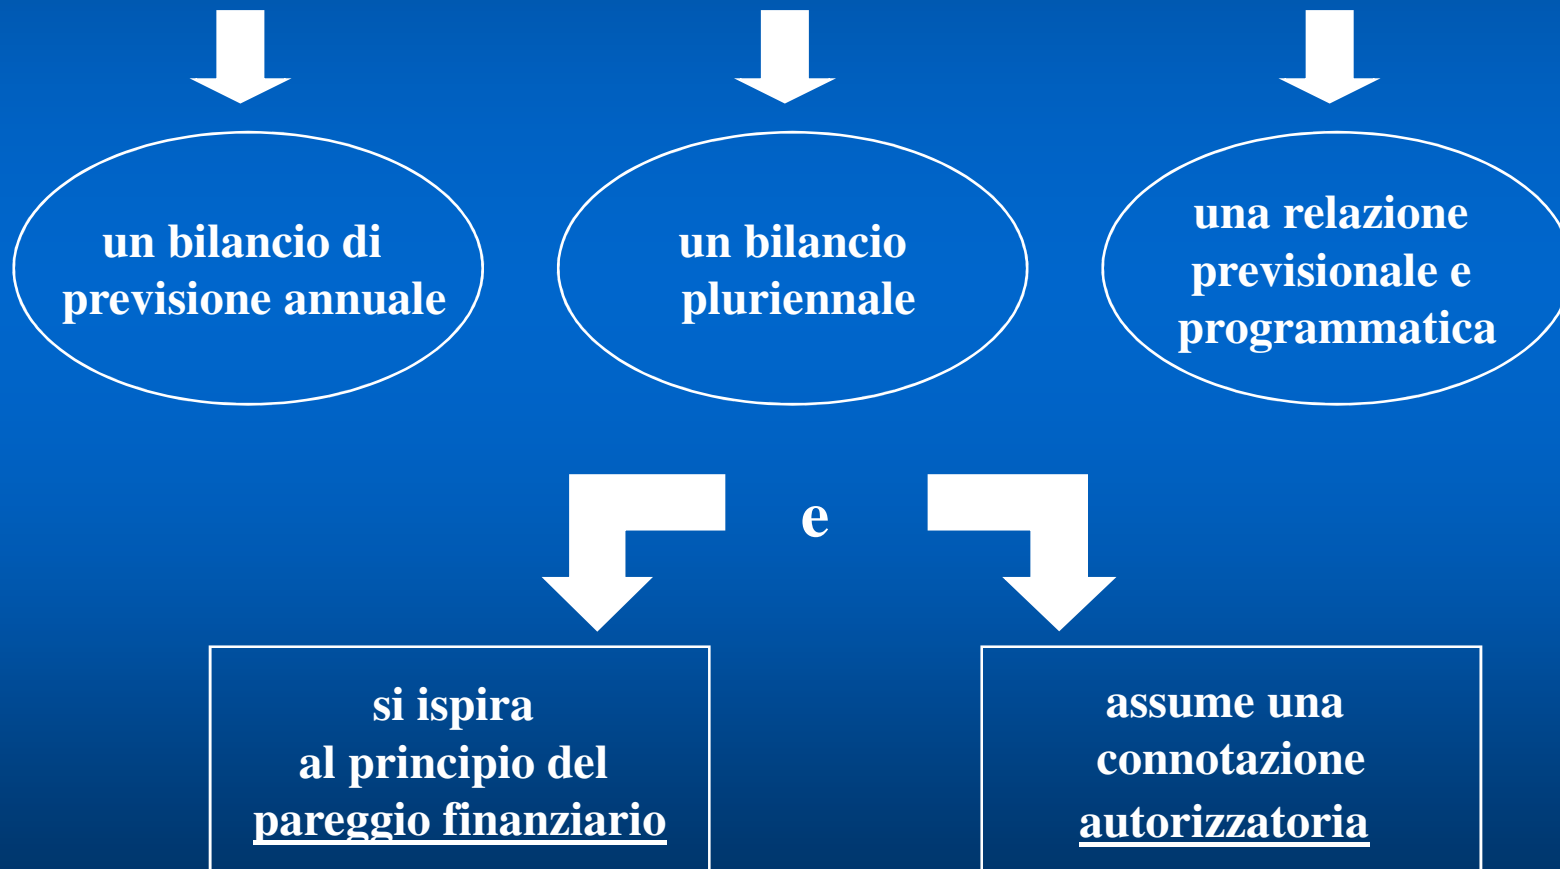 un bilancio di
previsione annuale
un bilancio
pluriennale
una relazione
previsionale e
programmatica
e
si ispira
al principio del
pareggio finanziario
assume una
connotazione
autorizzatoria